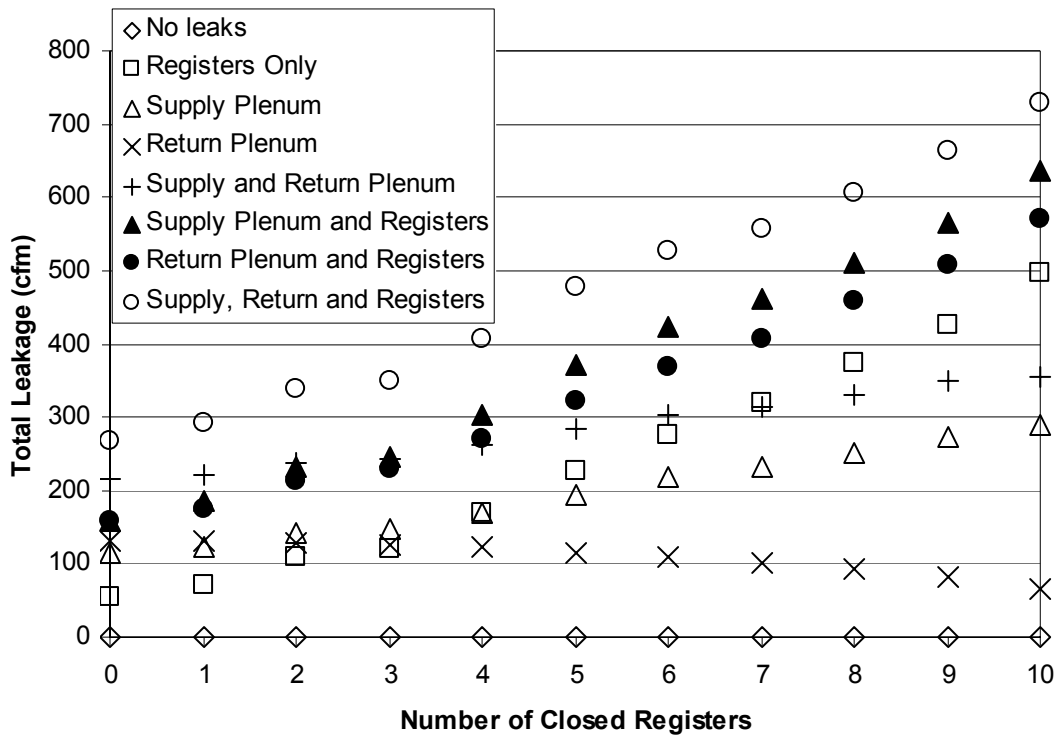 No leaks
Registers Only
Supply Plenum
Return Plenum
Supply and Return Plenum
Supply Plenum and Registers
Return Plenum and Registers
Supply, Return and Registers
800
700
600
500
400
300
200
100
0
Total Leakage (cfm)
0 1 2 3 4 5 6 7 8 9 10
Number of Closed Registers